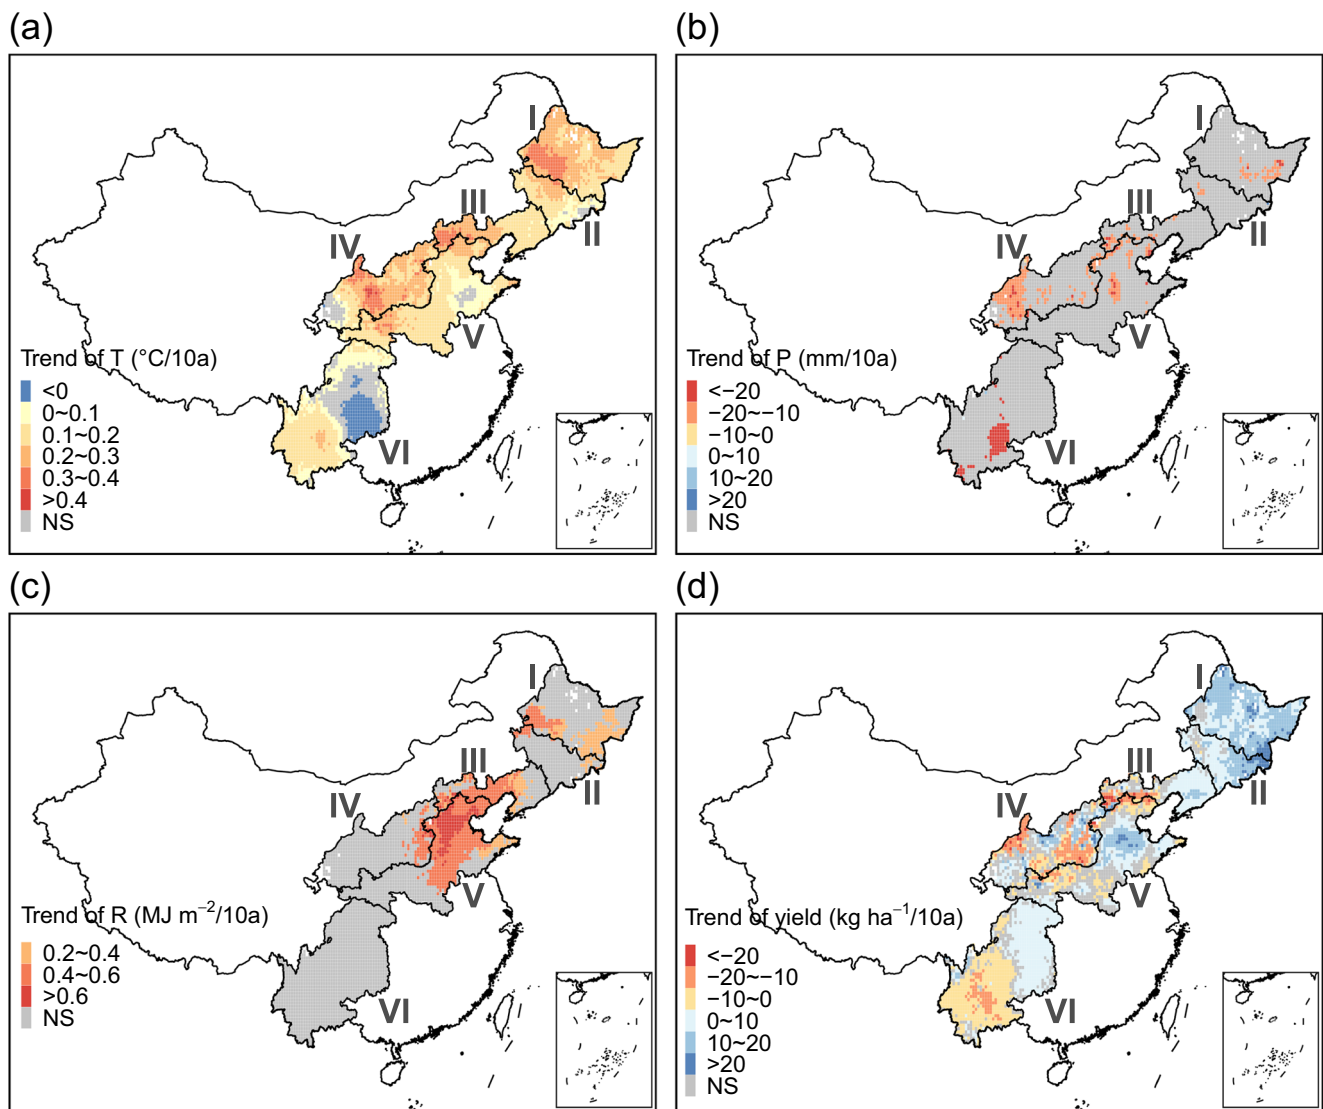 (a)
I
II
III
IV
V
VI
Trend of T (°C/10a)
<0
0~0.1
0.1~0.2
0.2~0.3
0.3~0.4
>0.4
NS
(b)
I
II
III
IV
V
VI
Trend of P (mm/10a)
<−20
−20~−10
−10~0
0~10
10~20
>20
NS
(c)
I
II
III
IV
V
VI
Trend of R (MJ m⁻²/10a)
0.2~0.4
0.4~0.6
>0.6
NS
(d)
I
II
III
IV
V
VI
Trend of yield (kg ha⁻¹/10a)
<−20
−20~−10
−10~0
0~10
10~20
>20
NS